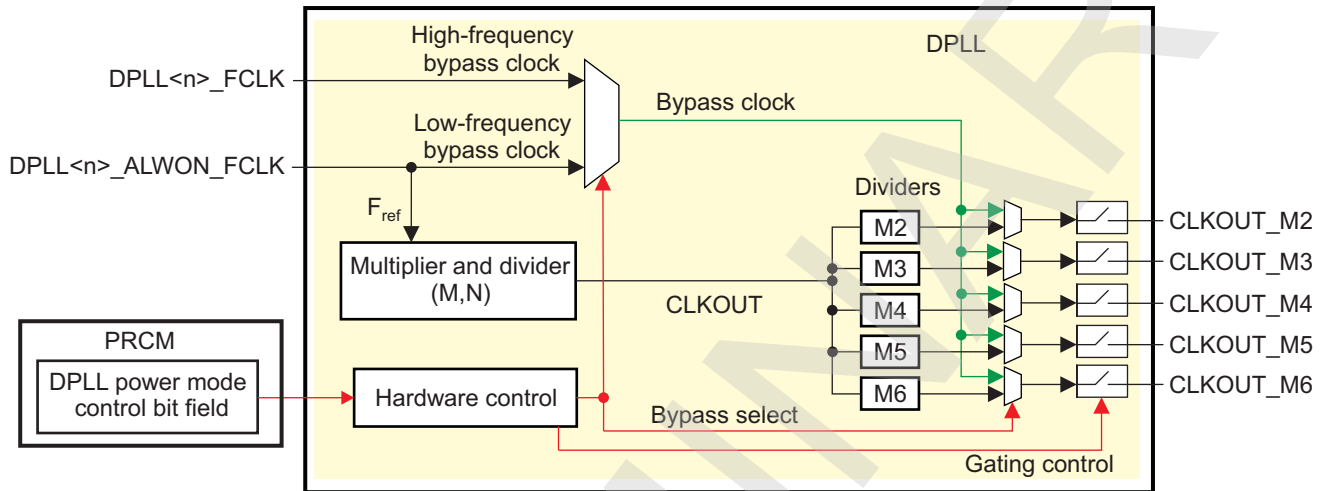 High-frequency
bypass clock
DPLL
DPLL<n>_FCLK
Bypass clock
Low-frequency
bypass clock
DPLL<n>_ALWON_FCLK
Dividers
Fref
M2
CLKOUT_M2
Multiplier and divider
(M,N)
M3
CLKOUT_M3
CLKOUT
M4
CLKOUT_M4
PRCM
M5
CLKOUT_M5
DPLL power mode
control bit field
Hardware control
M6
CLKOUT_M6
Bypass select
Gating control